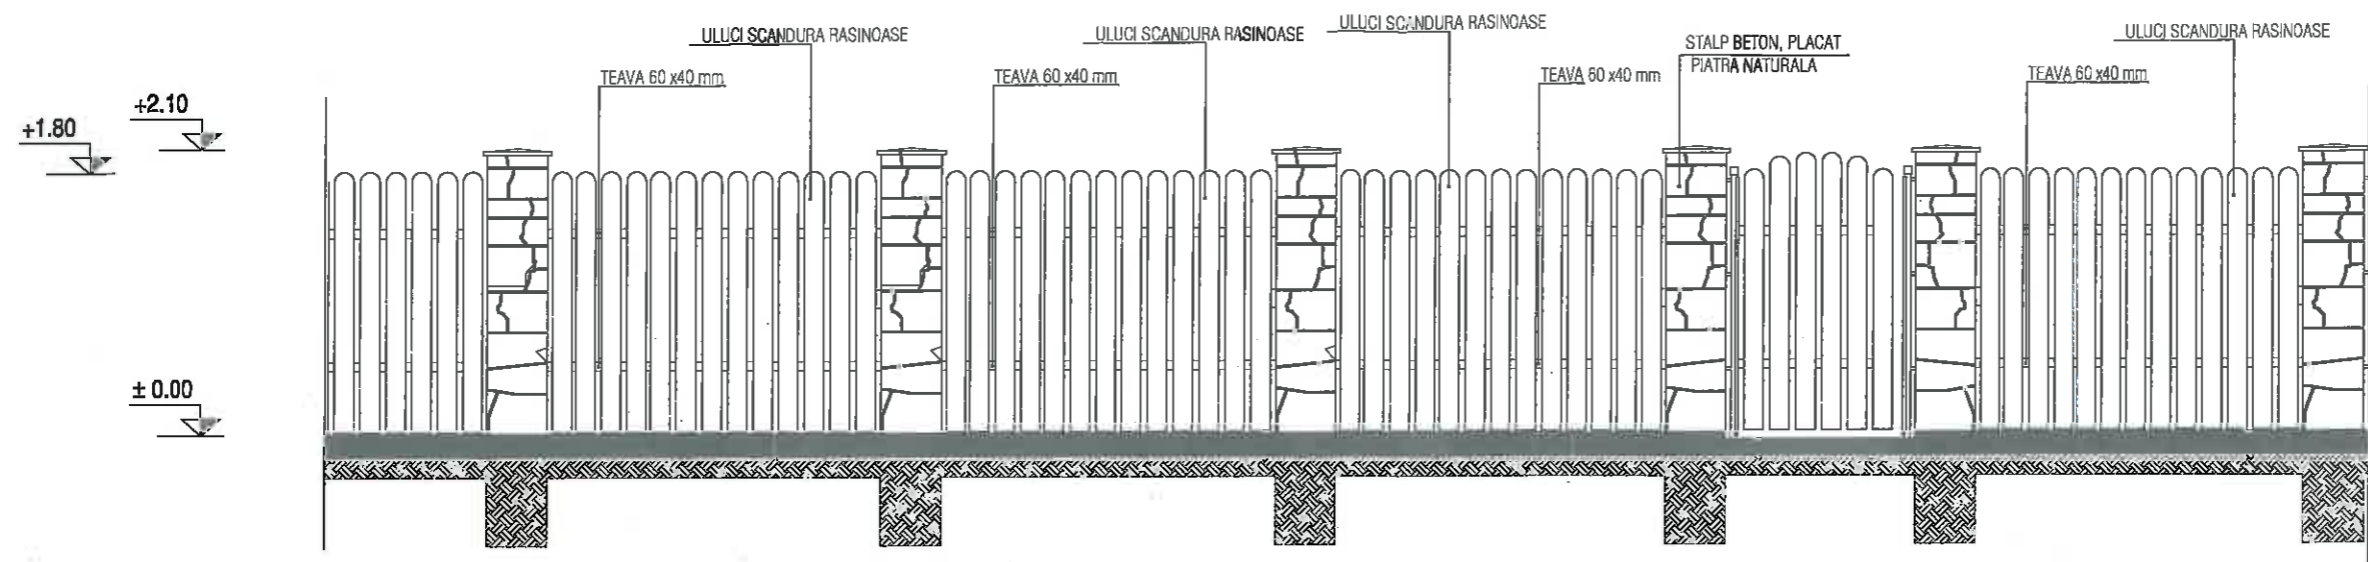 ULUCI SCANDURA RASINOASE
ULUCI SCANDURA RASINOASE
ULUCI SCANDURA RASINOASE
STALP BETON, PLACAT
PIATRA NATURALA
ULUCI SCANDURA RASINOASE
TEAVA 60 x40 mm
TEAVA 60 x40 mm
TEAVA 60 x40 mm
TEAVA 60 x40 mm
+2.10
+1.80
± 0.00